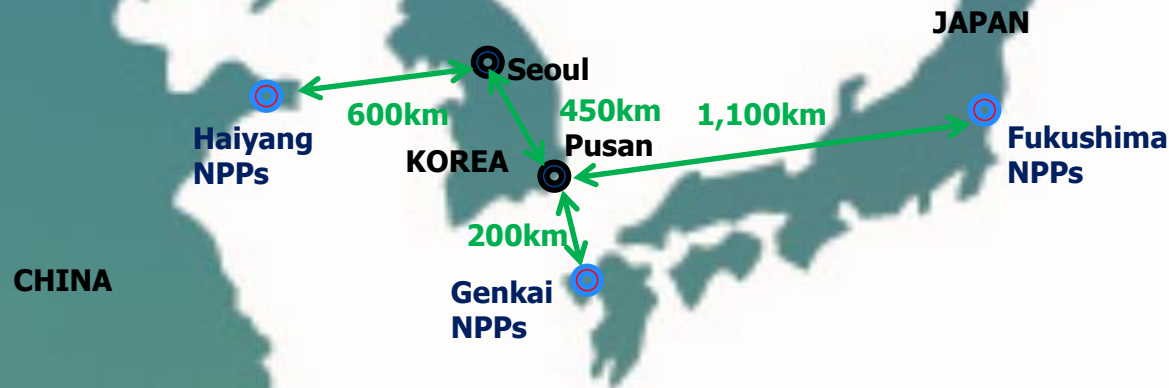 JAPAN
Seoul
600km
450km
1,100km
Haiyang
NPPs
KOREA
Pusan
Fukushima
NPPs
200km
CHINA
Genkai
NPPs